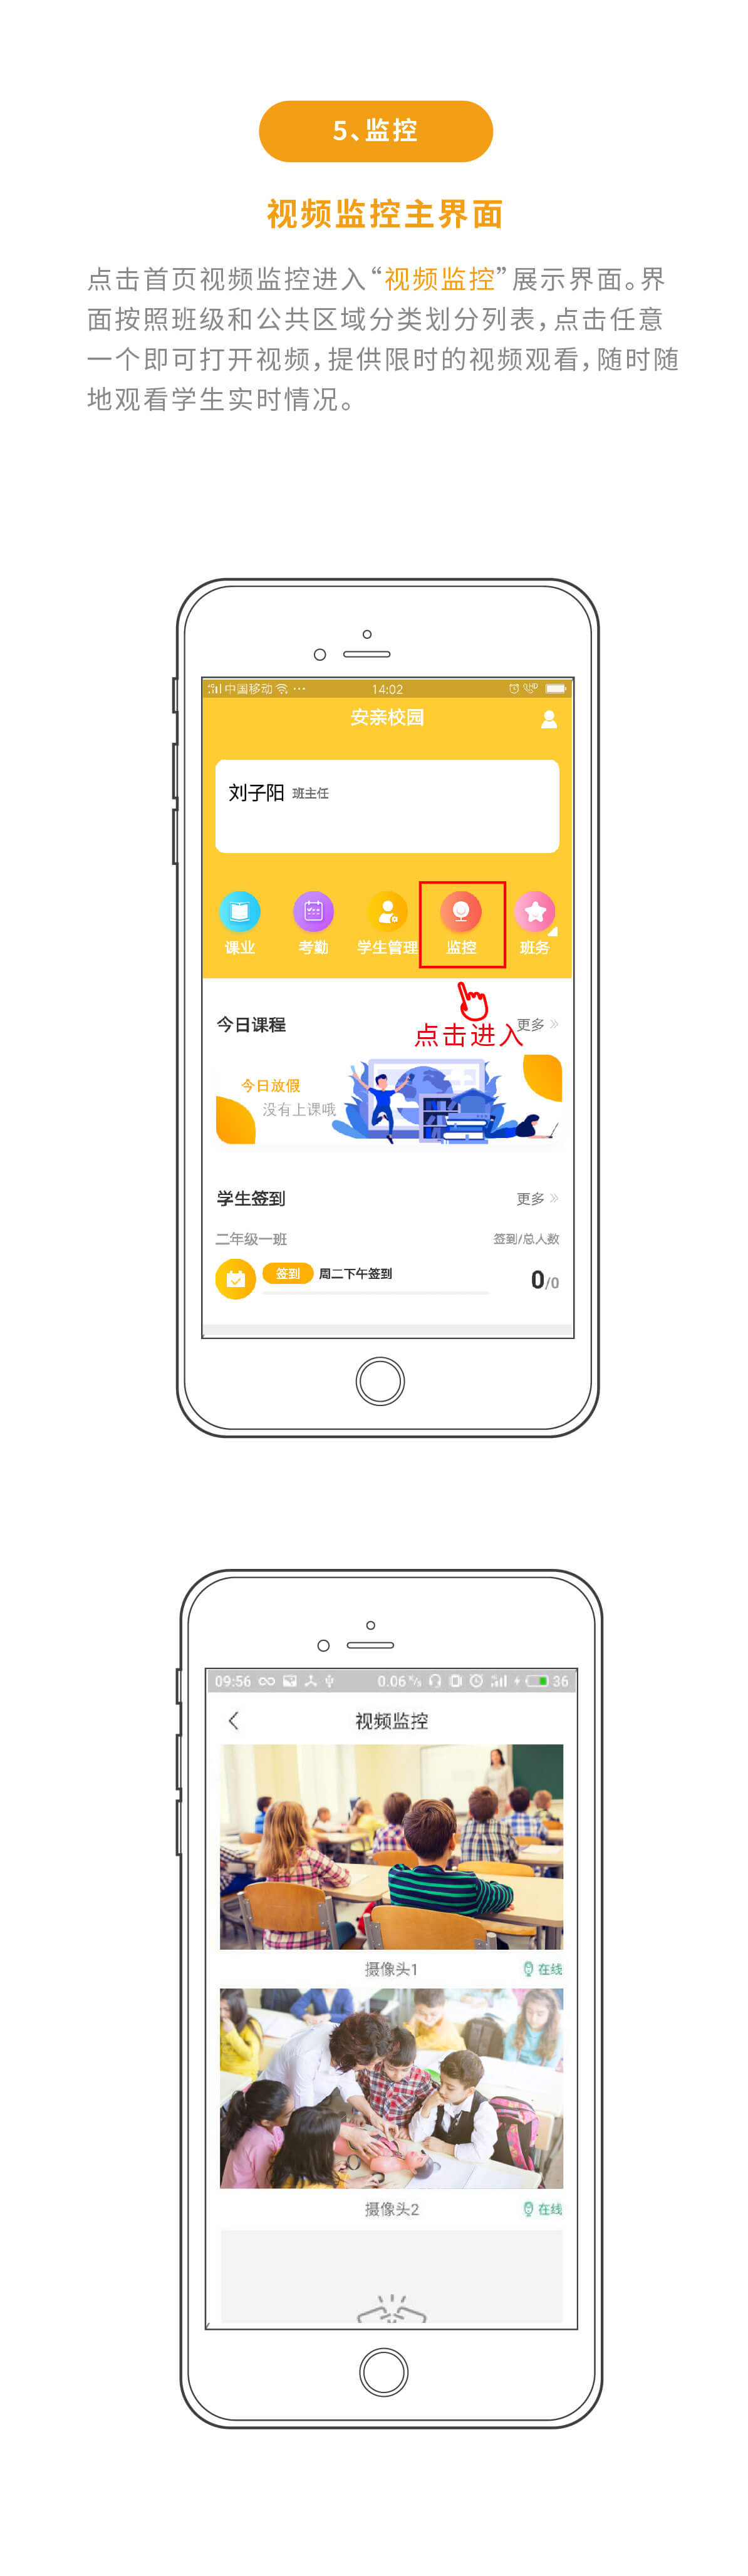 5、监控
视频监控主界面
点击首页视频监控进入“视频监控”展示界面。界
面按照班级和公共区域分类划分列表，点击任意
一个即可打开视频，提供限时的视频观看，随时随
地观看学生实时情况。
中国移动 ··· 14:02
安亲校园
刘子阳 班主任
课业 考勤 学生管理 监控 班务
今日课程 更多 »
点击进入
今日放假
没有上课哦
学生签到 更多 »
二年级一班 签到/总人数
签到 周二下午签到 0/0
09:56 0.06 K/s 36
视频监控
摄像头1 在线
摄像头2 在线